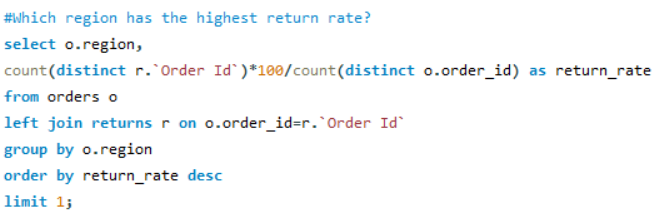 #Which region has the highest return rate?
select o.region,
count(distinct r.`Order Id`)*100/count(distinct o.order_id) as return_rate
from orders o
left join returns r on o.order_id=r.`Order Id`
group by o.region
order by return_rate desc
limit 1;